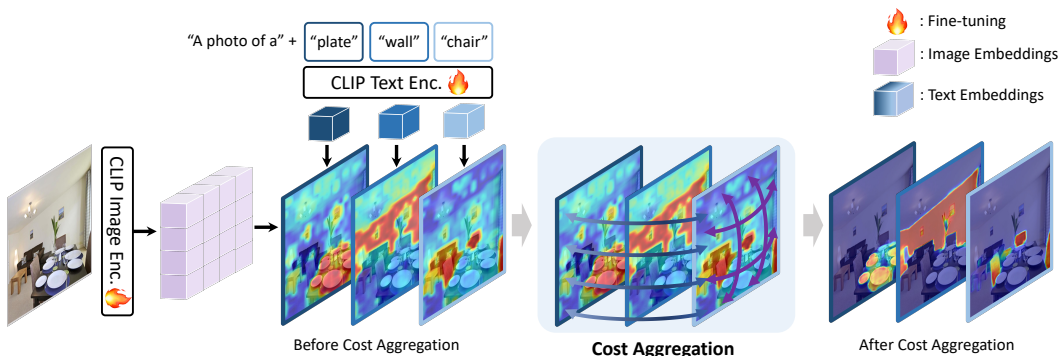 “A photo of a” + “plate” “wall” “chair”
CLIP Text Enc.
CLIP Image Enc.
: Fine-tuning
: Image Embeddings
: Text Embeddings
Before Cost Aggregation
Cost Aggregation
After Cost Aggregation